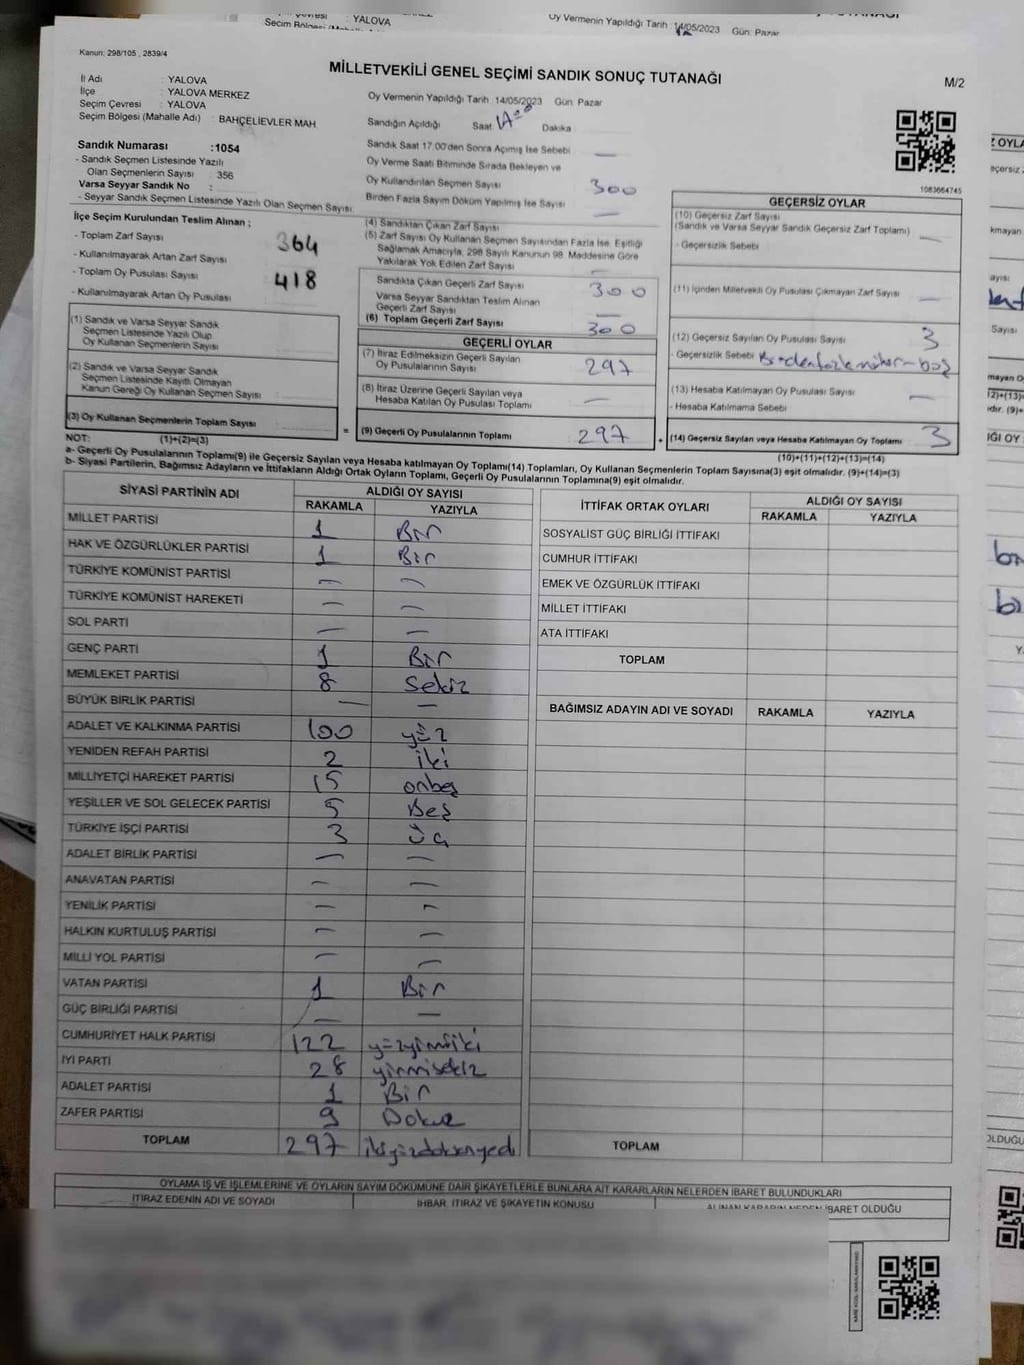 YALOVA
Oy Vermenin Yapıldığı Tarih : 14/05/2023 Gün: Pazar
Kanun: 298/105 , 2839/4
MİLLETVEKİLİ GENEL SEÇİMİ SANDIK SONUÇ TUTANAĞI
M/2
İl Adı : YALOVA
İlçe : YALOVA MERKEZ
Seçim Çevresi : YALOVA
Seçim Bölgesi (Mahalle Adı) : BAHÇELİEVLER MAH.
Oy Vermenin Yapıldığı Tarih :14/05/2023 Gün: Pazar
Sandığın Açıldığı Saat Dakika
Sandık Saat 17.00'den Sonra Açımış İse Sebebi —
Oy Verme Saati Bitiminde Sırada Bekleyen ve
Oy Kullandırılan Seçmen Sayısı 300
Birden Fazla Sayım Döküm Yapılmış İse Sayısı —
1083664745
Sandık Numarası :1054
- Sandık Seçmen Listesinde Yazılı
Olan Seçmenlerin Sayısı : 356
Varsa Seyyar Sandık No :
- Seyyar Sandık Seçmen Listesinde Yazılı Olan Seçmen Sayısı:
İlçe Seçim Kurulundan Teslim Alınan ;
- Toplam Zarf Sayısı 364
- Kullanılmayarak Artan Zarf Sayısı
- Toplam Oy Pusulası Sayısı 418
- Kullanılmayarak Artan Oy Pusulası
(1) Sandık ve Varsa Seyyar Sandık
Seçmen Listesinde Yazılı Olup
Oy Kullanan Seçmenlerin Sayısı
(2) Sandık ve Varsa Seyyar Sandık
Seçmen Listesinde Kayıtlı Olmayan
Kanun Gereği Oy Kullanan Seçmen Sayısı
(3) Oy Kullanan Seçmenlerin Toplam Sayısı
(1)+(2)=(3)
(4) Sandıktan Çıkan Zarf Sayısı
(5) Zarf Sayısı Oy Kullanan Seçmen Sayısından Fazla İse, Eşitliği
Sağlamak Amacıyla, 298 Sayılı Kanunun 98. Maddesine Göre
Yakılarak Yok Edilen Zarf Sayısı —
Sandıkta Çıkan Geçerli Zarf Sayısı 300
Varsa Seyyar Sandıktan Teslim Alınan
Geçerli Zarf Sayısı —
(6) Toplam Geçerli Zarf Sayısı 300
GEÇERLİ OYLAR
(7) İtiraz Edilmeksizin Geçerli Sayılan
Oy Pusulalarının Sayısı 297
(8) İtiraz Üzerine Geçerli Sayılan veya
Hesaba Katılan Oy Pusulası Toplamı —
= (9) Geçerli Oy Pusulalarının Toplamı 297
GEÇERSİZ OYLAR
(10) Geçersiz Zarf Sayısı
(Sandık ve Varsa Seyyar Sandık Geçersiz Zarf Toplamı) —
- Geçersizlik Sebebi
(11) İçinden Milletvekili Oy Pusulası Çıkmayan Zarf Sayısı —
(12) Geçersiz Sayılan Oy Pusulası Sayısı 3
- Geçersizlik Sebebi Birden fazla mühür-boş
(13) Hesaba Katılmayan Oy Pusulası Sayısı —
- Hesaba Katılmama Sebebi
+ (14) Geçersiz Sayılan veya Hesaba Katılmayan Oy Toplamı 3
(10)+(11)+(12)+(13)=(14)
NOT:
a- Geçerli Oy Pusulalarının Toplamı(9) ile Geçersiz Sayılan veya Hesaba katılmayan Oy Toplamı(14) Toplamları, Oy Kullanan Seçmenlerin Toplam Sayısına(3) eşit olmalıdır. (9)+(14)=(3)
b- Siyasi Partilerin, Bağımsız Adayların ve İttifakların Aldığı Ortak Oyların Toplamı, Geçerli Oy Pusulalarının Toplamına(9) eşit olmalıdır.
SİYASİ PARTİNİN ADI ALDIĞI OY SAYISI
RAKAMLA YAZIYLA
MİLLET PARTİSİ 1 Bir
HAK VE ÖZGÜRLÜKLER PARTİSİ 1 Bir
TÜRKİYE KOMÜNİST PARTİSİ — —
TÜRKİYE KOMÜNİST HAREKETİ — —
SOL PARTİ — —
GENÇ PARTİ 1 Bir
MEMLEKET PARTİSİ 8 Sekiz
BÜYÜK BİRLİK PARTİSİ — —
ADALET VE KALKINMA PARTİSİ 100 yüz
YENİDEN REFAH PARTİSİ 2 iki
MİLLİYETÇİ HAREKET PARTİSİ 15 onbeş
YEŞİLLER VE SOL GELECEK PARTİSİ 5 Beş
TÜRKİYE İŞÇİ PARTİSİ 3 Üç
ADALET BİRLİK PARTİSİ — —
ANAVATAN PARTİSİ — —
YENİLİK PARTİSİ — —
HALKIN KURTULUŞ PARTİSİ — —
MİLLİ YOL PARTİSİ — —
VATAN PARTİSİ 1 Bir
GÜÇ BİRLİĞİ PARTİSİ — —
CUMHURİYET HALK PARTİSİ 122 yüzyirmiiki
İYİ PARTİ 28 yirmisekiz
ADALET PARTİSİ 1 Bir
ZAFER PARTİSİ 9 Dokuz
TOPLAM 297 ikiyüzdoksanyedi
İTTİFAK ORTAK OYLARI ALDIĞI OY SAYISI
RAKAMLA YAZIYLA
SOSYALİST GÜÇ BİRLİĞİ İTTİFAKI
CUMHUR İTTİFAKI
EMEK VE ÖZGÜRLÜK İTTİFAKI
MİLLET İTTİFAKI
ATA İTTİFAKI
TOPLAM
BAĞIMSIZ ADAYIN ADI VE SOYADI RAKAMLA YAZIYLA
TOPLAM
OYLAMA İŞ VE İŞLEMLERİNE VE OYLARIN SAYIM DÖKÜMÜNE DAİR ŞİKAYETLERLE BUNLARA AİT KARARLARIN NELERDEN İBARET BULUNDUKLARI
İTİRAZ EDENİN ADI VE SOYADI İHBAR, İTİRAZ VE ŞİKAYETİN KONUSU ALINAN KARARIN NEDEN İBARET OLDUĞU